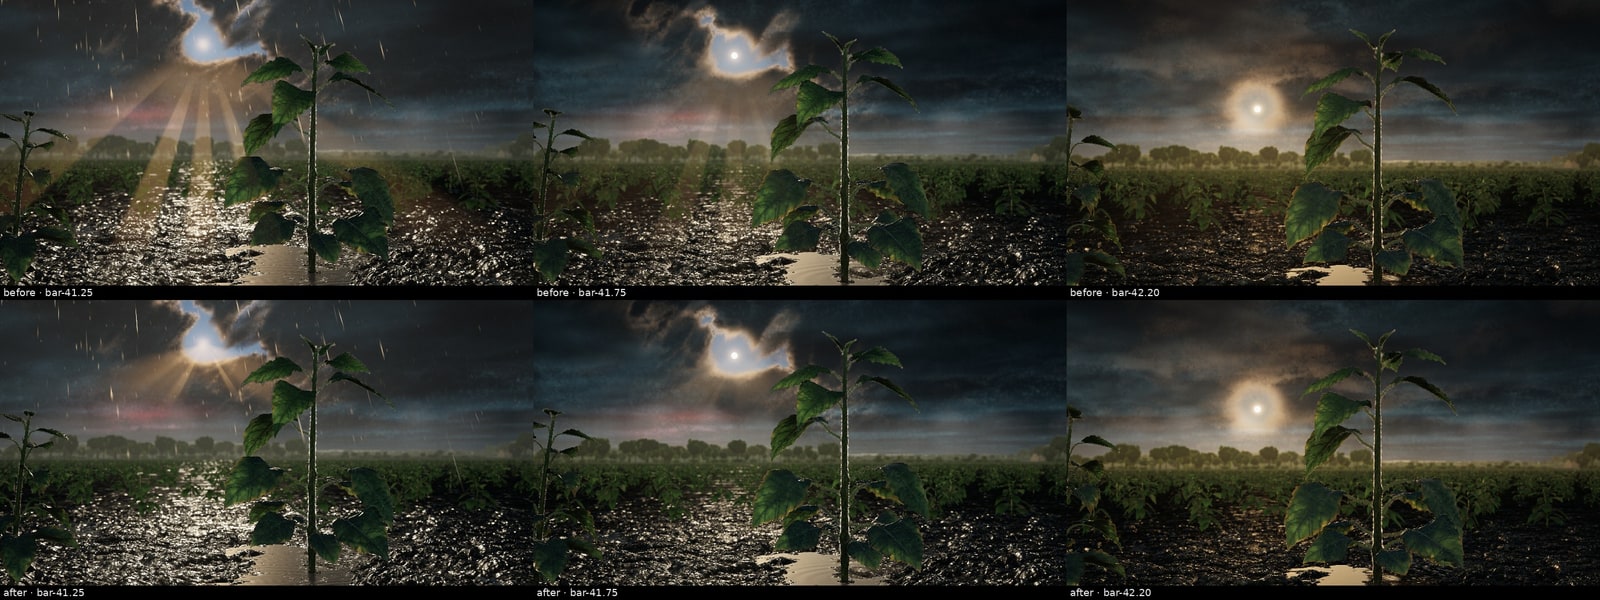 before · bar-41.25
before · bar-41.75
before · bar-42.20
after · bar-41.25
after · bar-41.75
after · bar-42.20